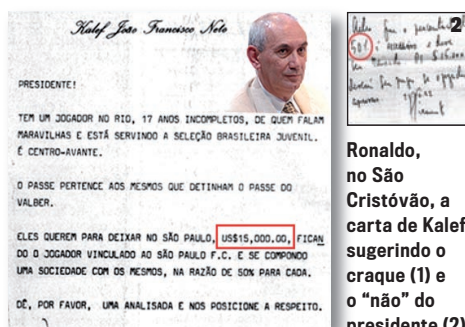 Kalef João Francisco Neto
PRESIDENTE!
TEM UM JOGADOR NO RIO, 17 ANOS INCOMPLETOS, DE QUEM FALAM
MARAVILHAS E ESTÁ SERVINDO A SELEÇÃO BRASILEIRA JUVENIL.
É CENTRO-AVANTE.
O PASSE PERTENCE AOS MESMOS QUE DETINHAM O PASSE DO
VALBER.
ELES QUEREM PARA DEIXAR NO SÃO PAULO, US$15,000.00, FICAN
DO O JOGADOR VINCULADO AO SÃO PAULO F.C. E SE COMPONDO
UMA SOCIEDADE COM OS MESMOS, NA RAZÃO DE SON PARA CADA.
DÊ, POR FAVOR, UMA ANALISADA E NOS POSICIONE A RESPEITO.
2
Ronaldo,
no São
Cristóvão, a
carta de Kalef
sugerindo o
craque (1) e
o “não” do
presidente (2)